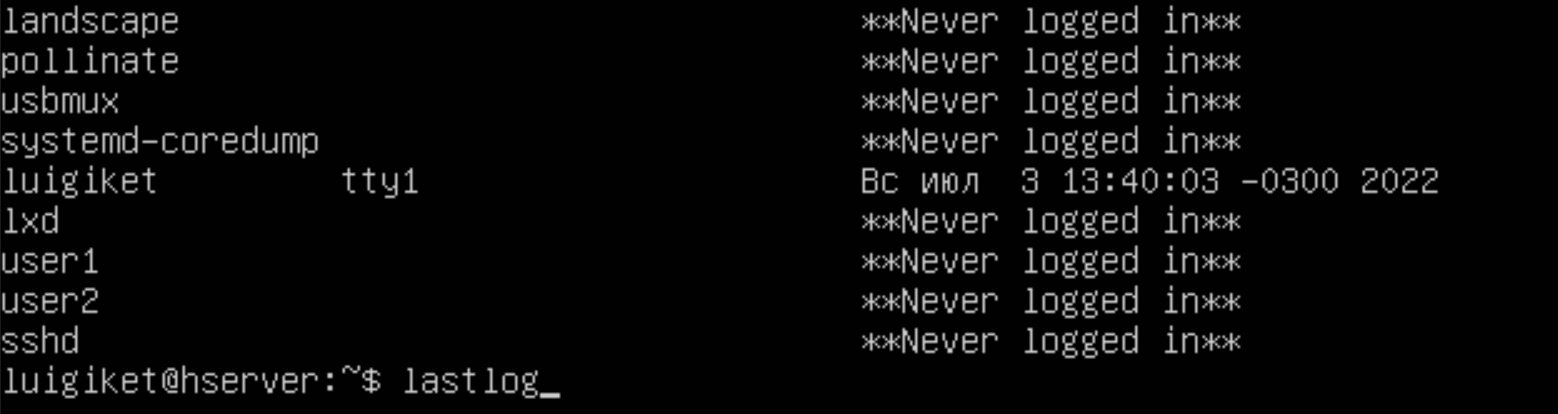 landscape                                  **Never logged in**
pollinate                                  **Never logged in**
usbmux                                     **Never logged in**
systemd-coredump                           **Never logged in**
luigiket         tty1                      Вс июл  3 13:40:03 -0300 2022
lxd                                        **Never logged in**
user1                                      **Never logged in**
user2                                      **Never logged in**
sshd                                       **Never logged in**
luigiket@hserver:~$ lastlog_